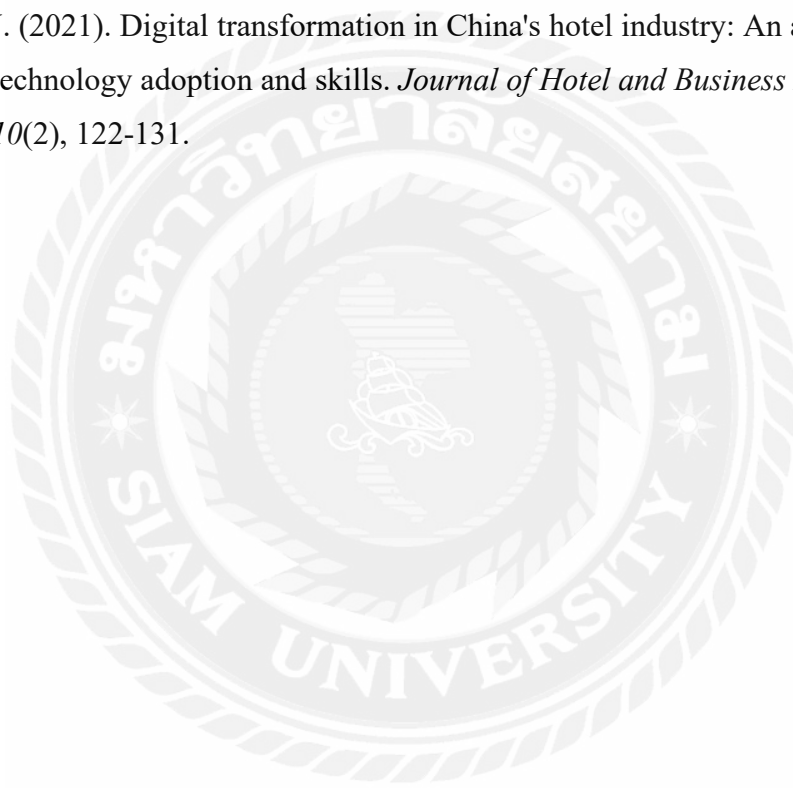 . (2021). Digital transformation in China's hotel industry: An a
echnology adoption and skills. Journal of Hotel and Business
10(2), 122-131.
มหาวิทยาลัยสยาม
SIAM UNIVERSITY